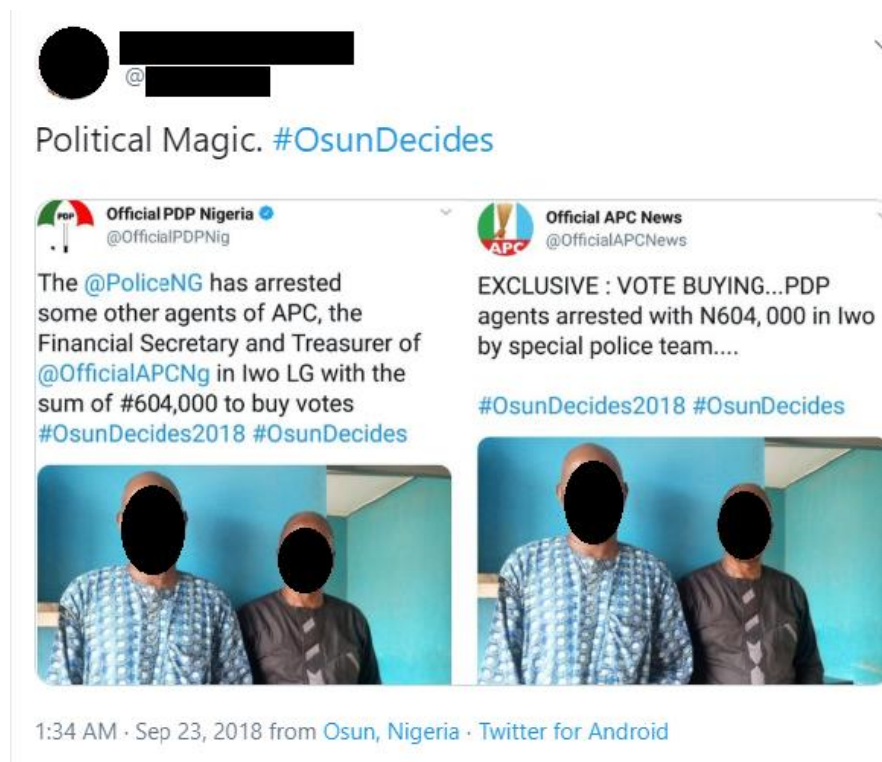 @
Political Magic. #OsunDecides
PDP
Official PDP Nigeria
@OfficialPDPNig
The @PoliceNG has arrested
some other agents of APC, the
Financial Secretary and Treasurer of
@OfficialAPCNg in Iwo LG with the
sum of #604,000 to buy votes
#OsunDecides2018 #OsunDecides
APC
Official APC News
@OfficialAPCNews
EXCLUSIVE : VOTE BUYING...PDP
agents arrested with N604, 000 in Iwo
by special police team....
#OsunDecides2018 #OsunDecides
1:34 AM · Sep 23, 2018 from Osun, Nigeria · Twitter for Android